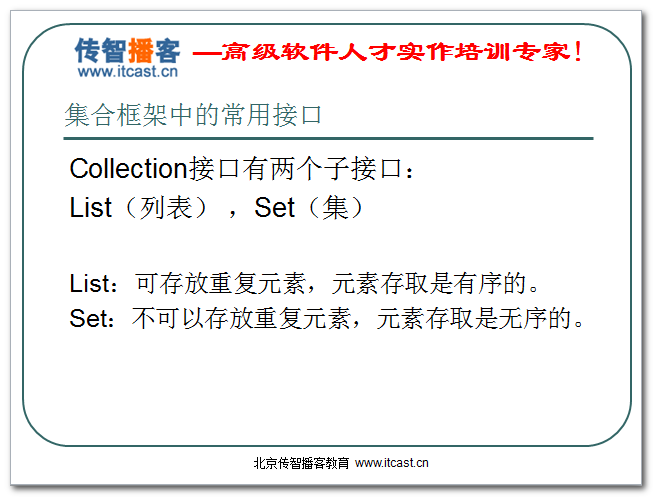 传智播客 —高级软件人才实作培训专家!
www.itcast.cn
集合框架中的常用接口
Collection接口有两个子接口：
List（列表），Set（集）
List：可存放重复元素，元素存取是有序的。
Set：不可以存放重复元素，元素存取是无序的。
北京传智播客教育 www.itcast.cn